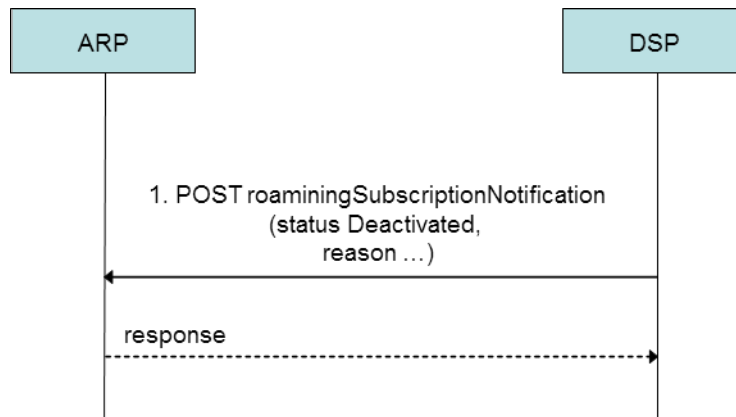 ARP
DSP
1. POST roaminingSubscriptionNotification
(status Deactivated,
reason …)
response